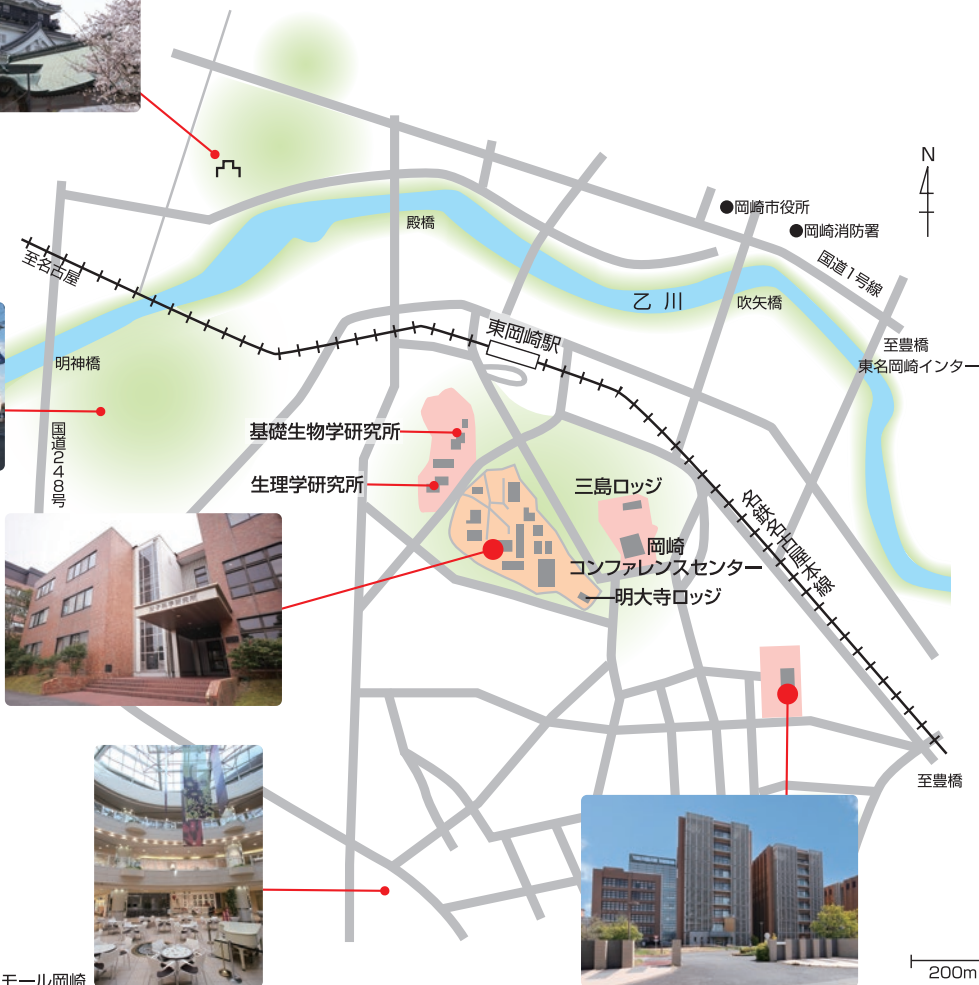 N
岡崎市役所
殿橋
岡崎消防署
至名古屋
国道1号線
乙川
吹矢橋
東岡崎駅
至豊橋
東名岡崎インター
明神橋
国道248号
基礎生物学研究所
生理学研究所
三島ロッジ
名鉄名古屋本線
岡崎
コンファレンスセンター
明大寺ロッジ
至豊橋
200m
モール岡崎